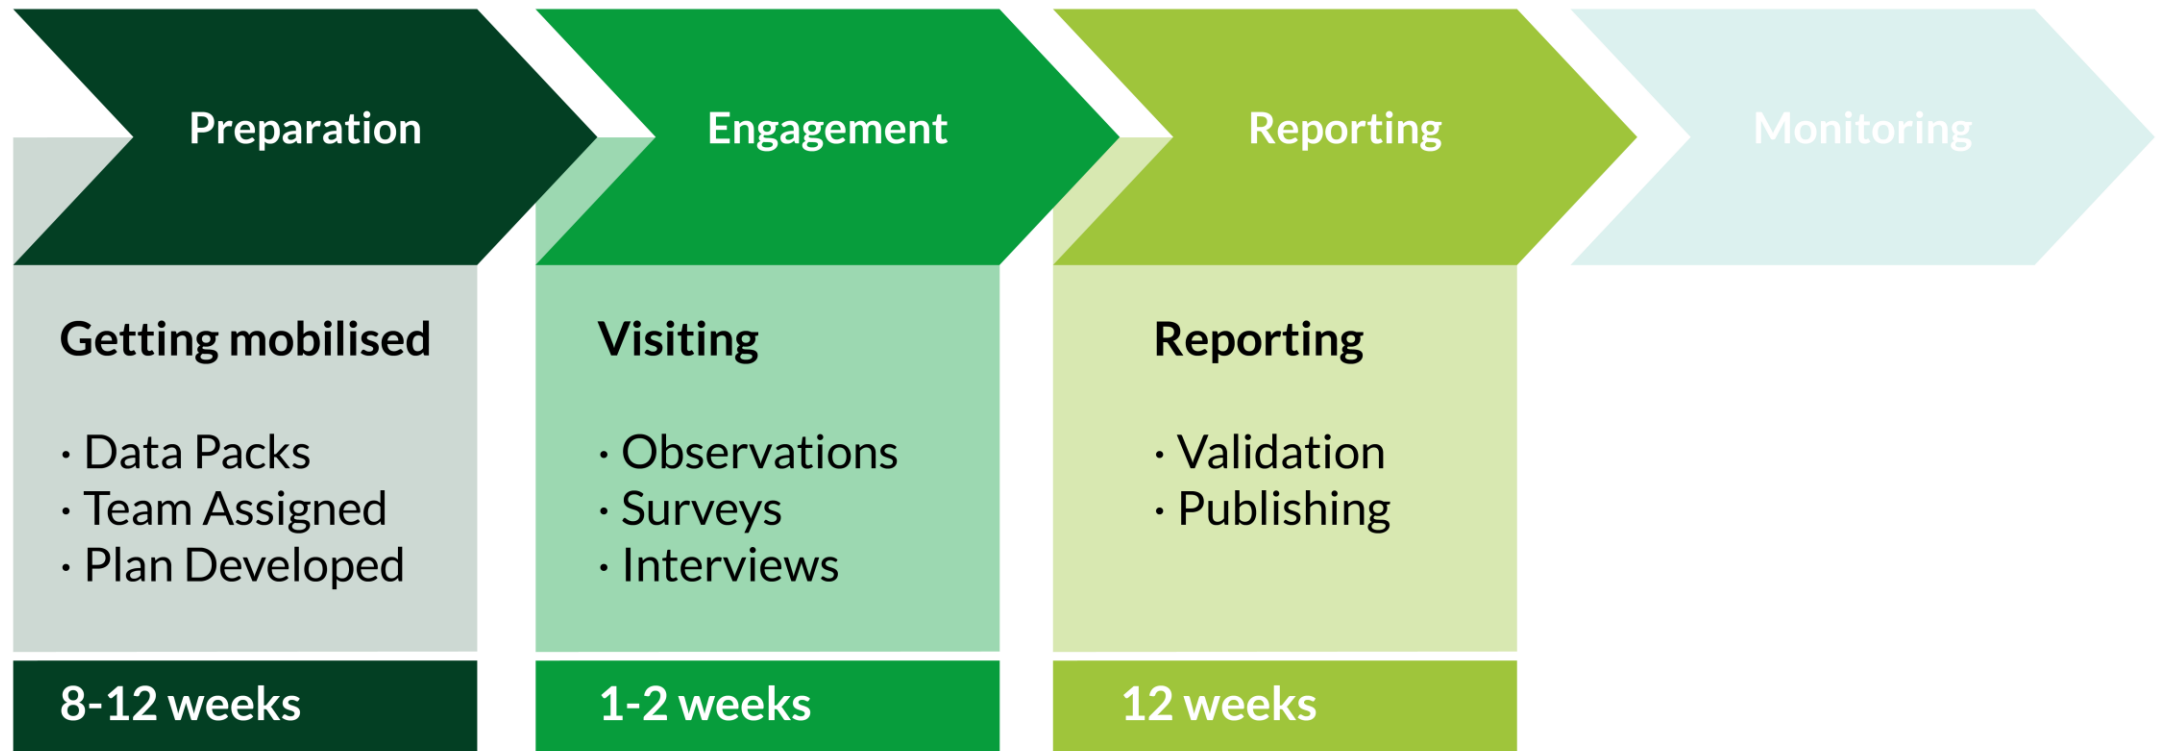 Preparation
Engagement
Reporting
Monitoring
Getting mobilised
· Data Packs
· Team Assigned
· Plan Developed
8-12 weeks
Visiting
· Observations
· Surveys
· Interviews
1-2 weeks
Reporting
· Validation
· Publishing
12 weeks